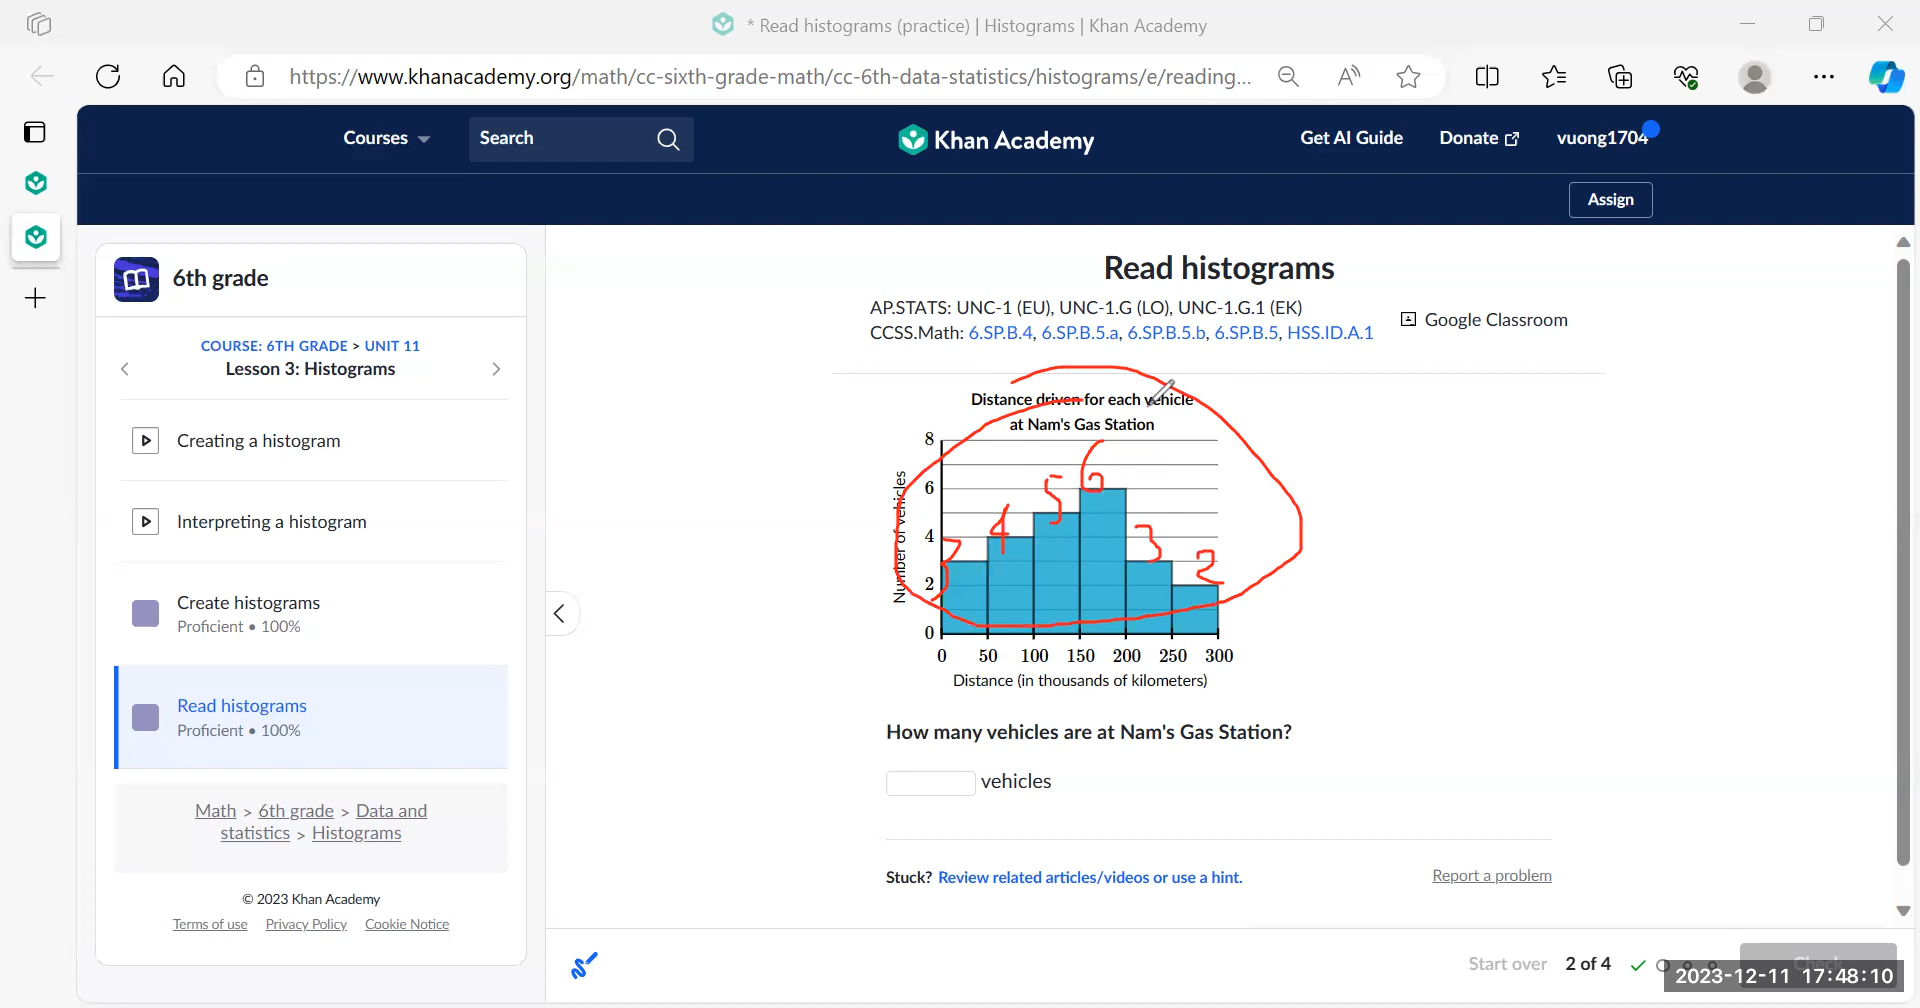 * Read histograms (practice) | Histograms | Khan Academy
https://www.khanacademy.org/math/cc-sixth-grade-math/cc-6th-data-statistics/histograms/e/reading...
Courses
Search
Khan Academy
Get AI Guide
Donate
vuong1704
Assign
6th grade
COURSE: 6TH GRADE > UNIT 11
Lesson 3: Histograms
Creating a histogram
Interpreting a histogram
Create histograms
Proficient • 100%
Read histograms
Proficient • 100%
Math > 6th grade > Data and
statistics > Histograms
© 2023 Khan Academy
Terms of use Privacy Policy Cookie Notice
Read histograms
AP.STATS: UNC-1 (EU), UNC-1.G (LO), UNC-1.G.1 (EK)
CCSS.Math: 6.SP.B.4, 6.SP.B.5.a, 6.SP.B.5.b, 6.SP.B.5, HSS.ID.A.1
Google Classroom
Distance driven for each vehicle
at Nam's Gas Station
Number of vehicles
8
6
4
2
0
3 4 5 6 3 2
0 50 100 150 200 250 300
Distance (in thousands of kilometers)
How many vehicles are at Nam's Gas Station?
vehicles
Stuck? Review related articles/videos or use a hint.
Report a problem
Start over 2 of 4
Check
2023-12-11 17:48:10